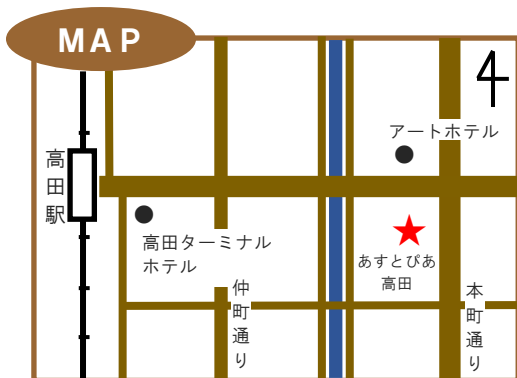 MAP
アートホテル
高田駅
高田ターミナル
ホテル
あすとぴあ
高田
仲町通り
本町通り